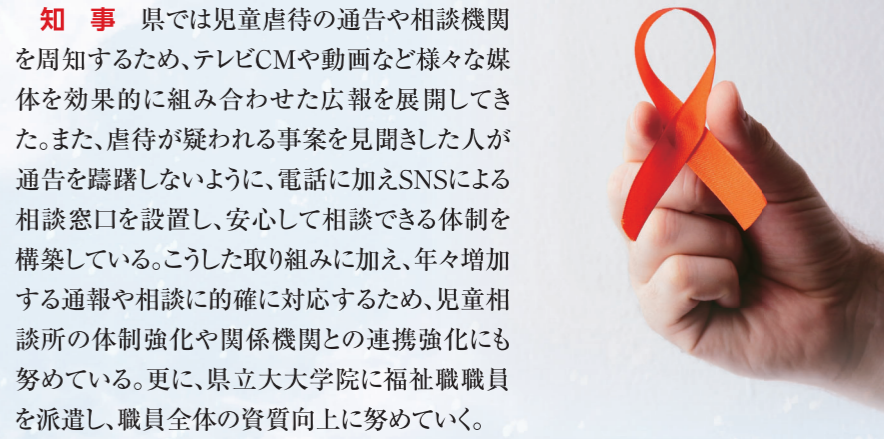 知 事 県では児童虐待の通告や相談機関
を周知するため、テレビCMや動画など様々な媒
体を効果的に組み合わせた広報を展開してき
た。また、虐待が疑われる事案を見聞きした人が
通告を躊躇しないように、電話に加えSNSによる
相談窓口を設置し、安心して相談できる体制を
構築している。こうした取り組みに加え、年々増加
する通報や相談に的確に対応するため、児童相
談所の体制強化や関係機関との連携強化にも
努めている。更に、県立大大学院に福祉職職員
を派遣し、職員全体の資質向上に努めていく。